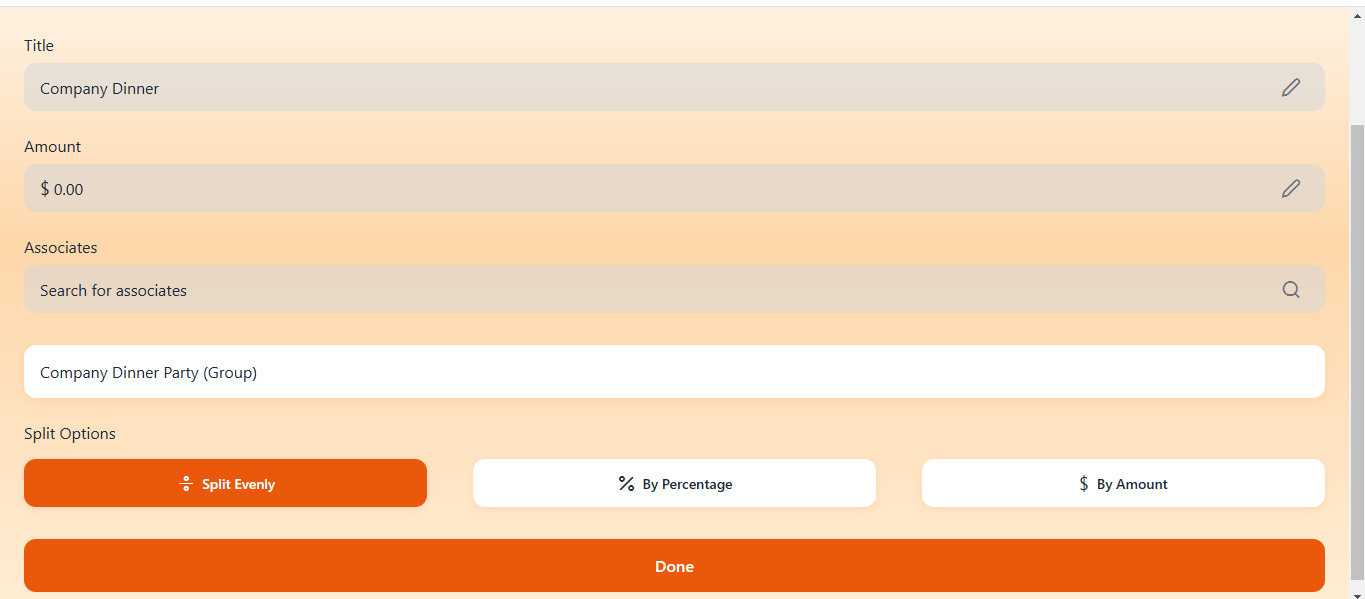 Title
Company Dinner
Amount
$ 0.00
Associates
Search for associates
Company Dinner Party (Group)
Split Options
÷ Split Evenly
% By Percentage
$ By Amount
Done